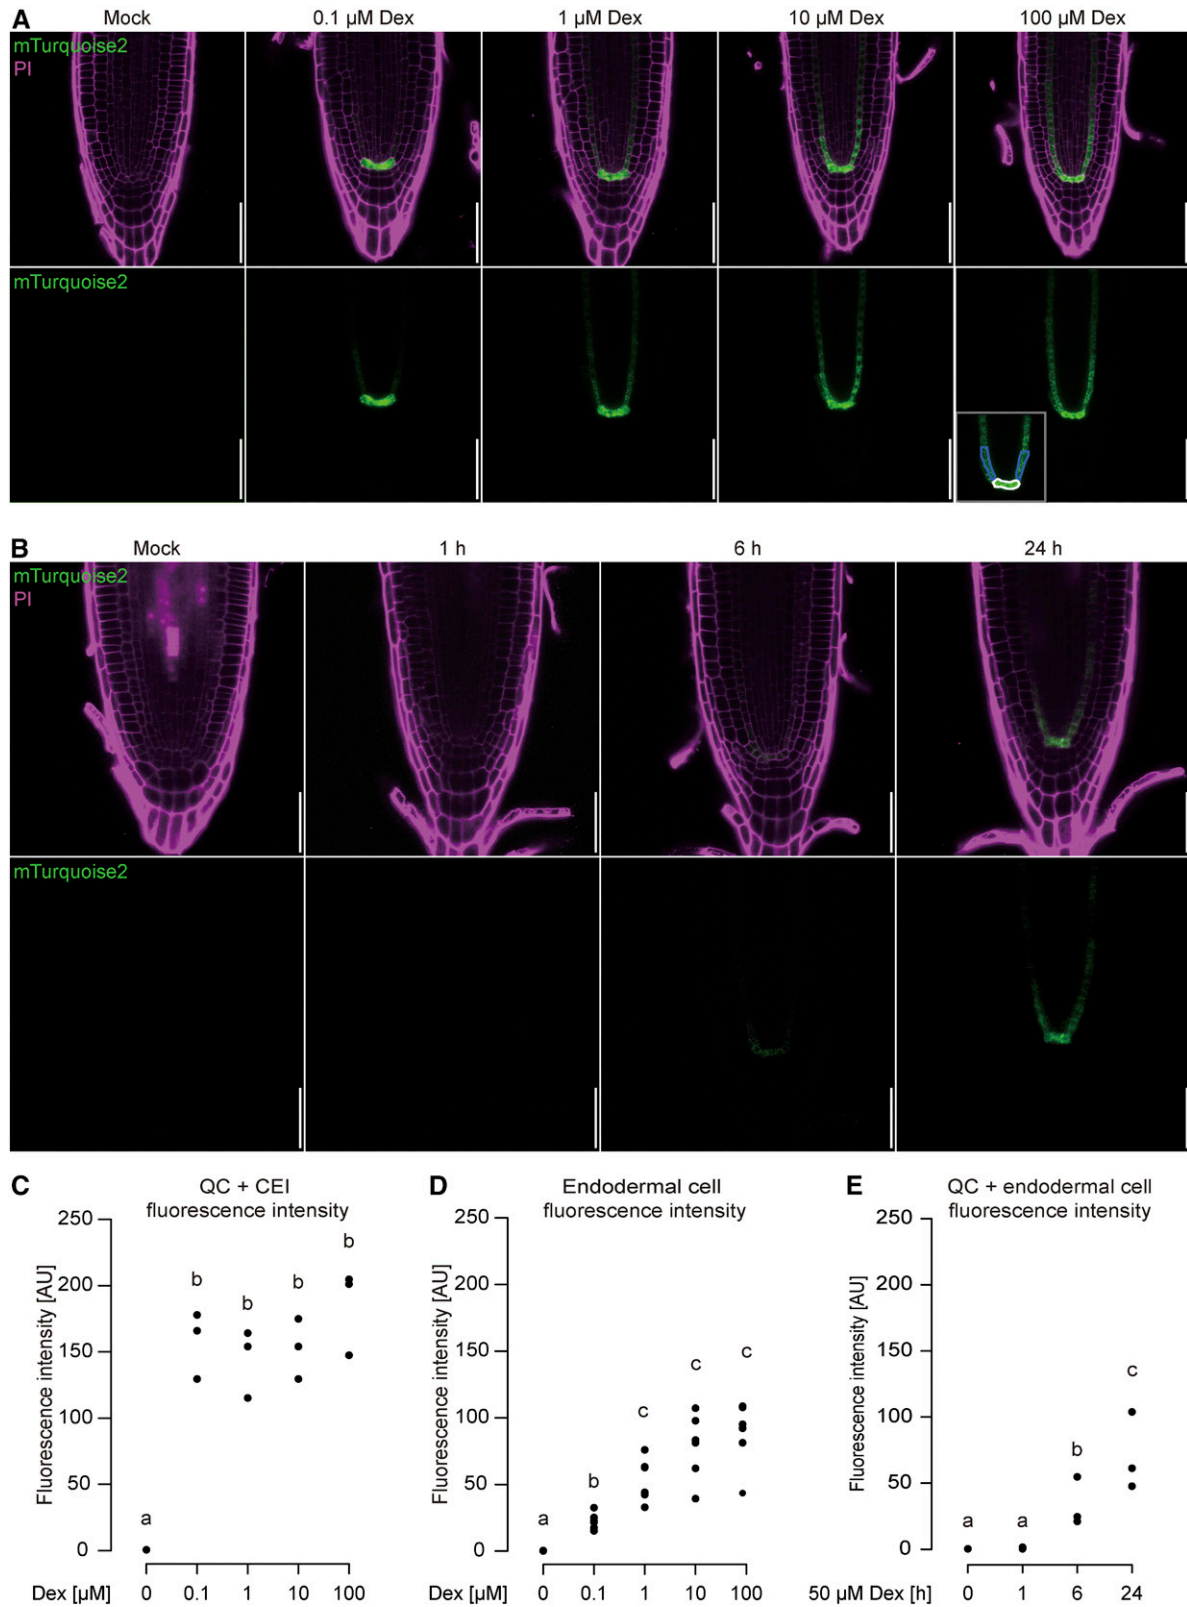 A
Mock
0.1 µM Dex
1 µM Dex
10 µM Dex
100 µM Dex
mTurquoise2
PI
mTurquoise2
B
Mock
1 h
6 h
24 h
mTurquoise2
PI
mTurquoise2
C
QC + CEI
fluorescence intensity
Fluorescence intensity [AU]
250
200
150
100
50
0
a
b
b
b
b
Dex [µM]
0
0.1
1
10
100
D
Endodermal cell
fluorescence intensity
Fluorescence intensity [AU]
250
200
150
100
50
0
a
b
c
c
c
Dex [µM]
0
0.1
1
10
100
E
QC + endodermal cell
fluorescence intensity
Fluorescence intensity [AU]
250
200
150
100
50
0
a
a
b
c
50 µM Dex [h]
0
1
6
24